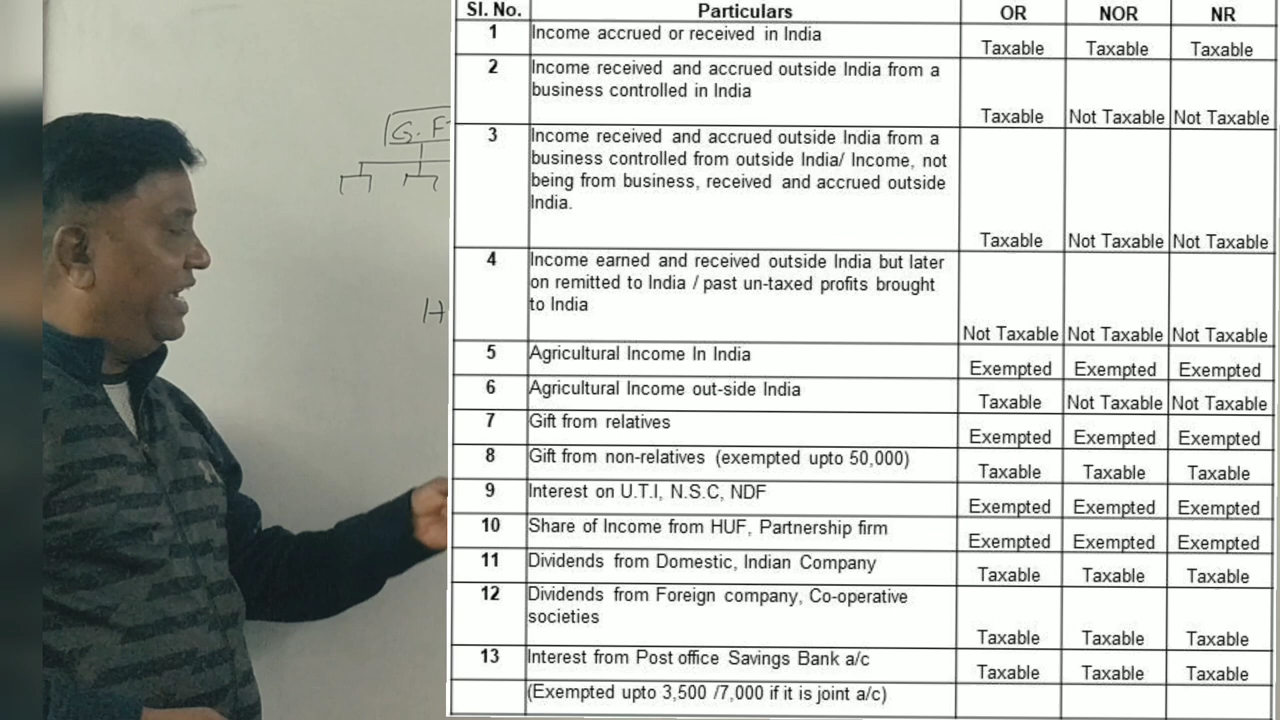 G. F
H
Sl. No. Particulars OR NOR NR
1 Income accrued or received in India Taxable Taxable Taxable
2 Income received and accrued outside India from a
business controlled in India
Taxable Not Taxable Not Taxable
3 Income received and accrued outside India from a
business controlled from outside India/ Income, not
being from business, received and accrued outside
India.
Taxable Not Taxable Not Taxable
4 Income earned and received outside India but later
on remitted to India / past un-taxed profits brought
to India
Not Taxable Not Taxable Not Taxable
5 Agricultural Income In India Exempted Exempted Exempted
6 Agricultural Income out-side India Taxable Not Taxable Not Taxable
7 Gift from relatives Exempted Exempted Exempted
8 Gift from non-relatives (exempted upto 50,000) Taxable Taxable Taxable
9 Interest on U.T.I, N.S.C, NDF Exempted Exempted Exempted
10 Share of Income from HUF, Partnership firm Exempted Exempted Exempted
11 Dividends from Domestic, Indian Company Taxable Taxable Taxable
12 Dividends from Foreign company, Co-operative
societies
Taxable Taxable Taxable
13 Interest from Post office Savings Bank a/c Taxable Taxable Taxable
(Exempted upto 3,500 /7,000 if it is joint a/c)